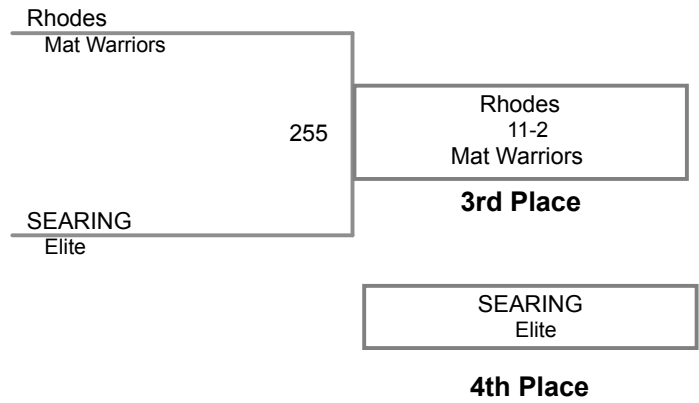 Rhodes
Mat Warriors
255
Rhodes
11-2
Mat Warriors
3rd Place
SEARING
Elite
SEARING
Elite
4th Place